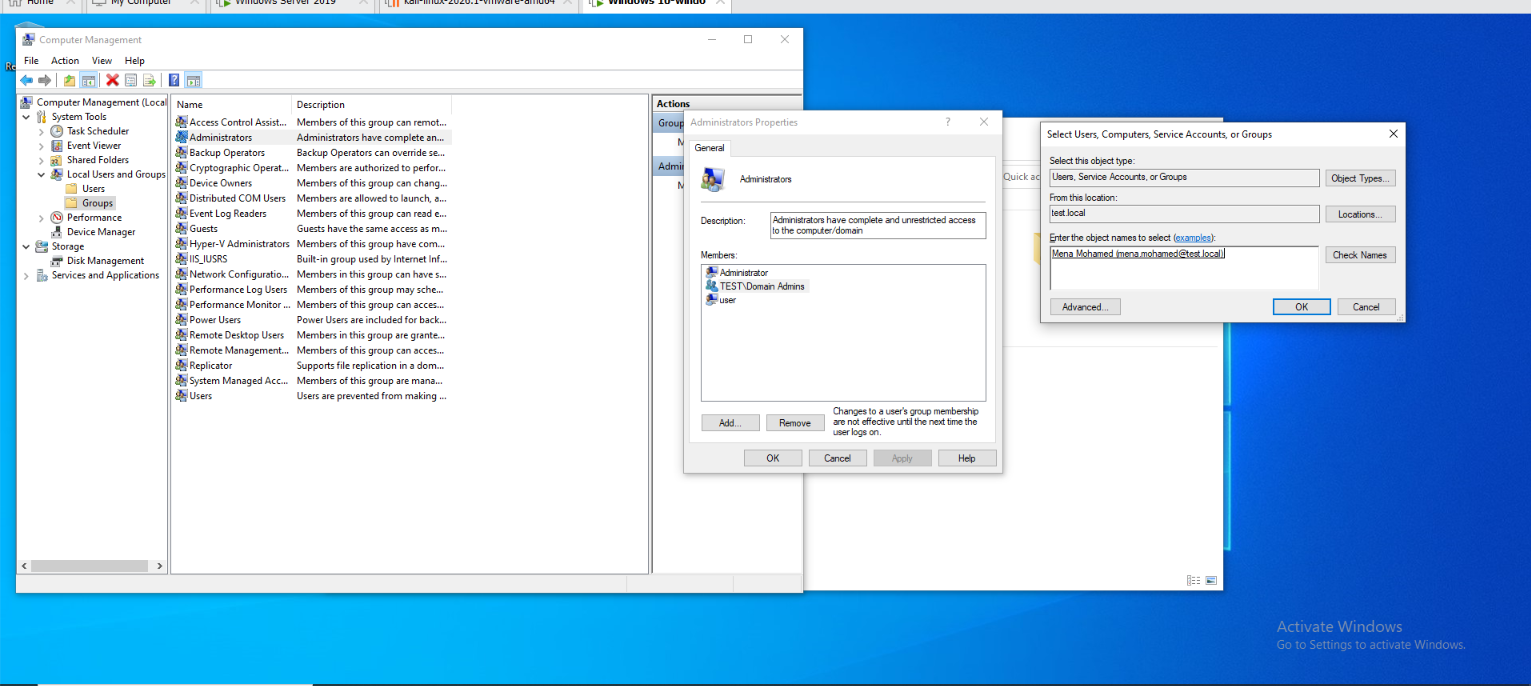 Home
My Computer
Windows Server 2019
kali-linux-2026.1-vmware-amd64
Windows 10-windo
Computer Management
File Action View Help
Computer Management (Local
System Tools
Task Scheduler
Event Viewer
Shared Folders
Local Users and Groups
Users
Groups
Performance
Device Manager
Storage
Disk Management
Services and Applications
Name Description
Access Control Assist... Members of this group can remot...
Administrators Administrators have complete an...
Backup Operators Backup Operators can override se...
Cryptographic Operat... Members are authorized to perfor...
Device Owners Members of this group can chang...
Distributed COM Users Members are allowed to launch, a...
Event Log Readers Members of this group can read e...
Guests Guests have the same access as m...
Hyper-V Administrators Members of this group have com...
IIS_IUSRS Built-in group used by Internet Inf...
Network Configuratio... Members in this group can have s...
Performance Log Users Members of this group may sche...
Performance Monitor ... Members of this group can acces...
Power Users Power Users are included for back...
Remote Desktop Users Members in this group are grante...
Remote Management... Members of this group can acces...
Replicator Supports file replication in a dom...
System Managed Acc... Members of this group are mana...
Users Users are prevented from making ...
Actions
Group
M
Admi
M
Administrators Properties
?
General
Administrators
Description:
Administrators have complete and unrestricted access
to the computer/domain
Members:
Administrator
TEST\Domain Admins
user
Add...
Remove
Changes to a user's group membership
are not effective until the next time the
user logs on.
OK
Cancel
Apply
Help
Quick ac
Select Users, Computers, Service Accounts, or Groups
Select this object type:
Users, Service Accounts, or Groups
Object Types...
From this location:
test.local
Locations...
Enter the object names to select (examples):
Mena Mohamed (mena.mohamed@test.local)
Check Names
Advanced...
OK
Cancel
Activate Windows
Go to Settings to activate Windows.